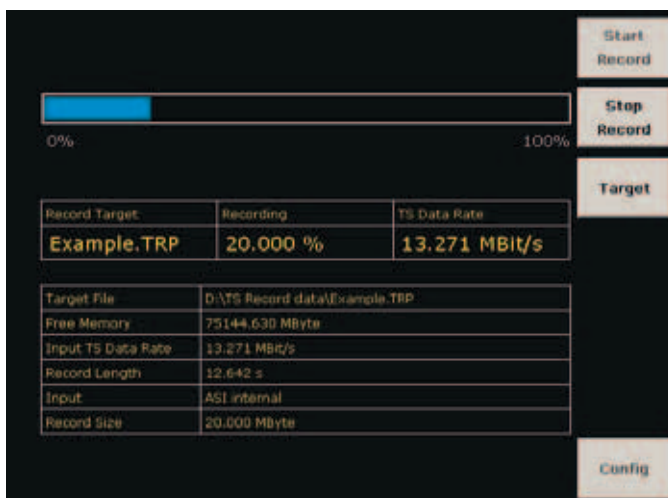 Start
Record
Stop
Record
0%
100%
Target
Record Target Recording TS Data Rate
Example.TRP 20.000 % 13.271 MBit/s
Target File D:\TS Record data\Example.TRP
Free Memory 75144.630 MByte
Input TS Data Rate 13.271 MBit/s
Record Length 12.642 s
Input ASI internal
Record Size 20.000 MByte
Config